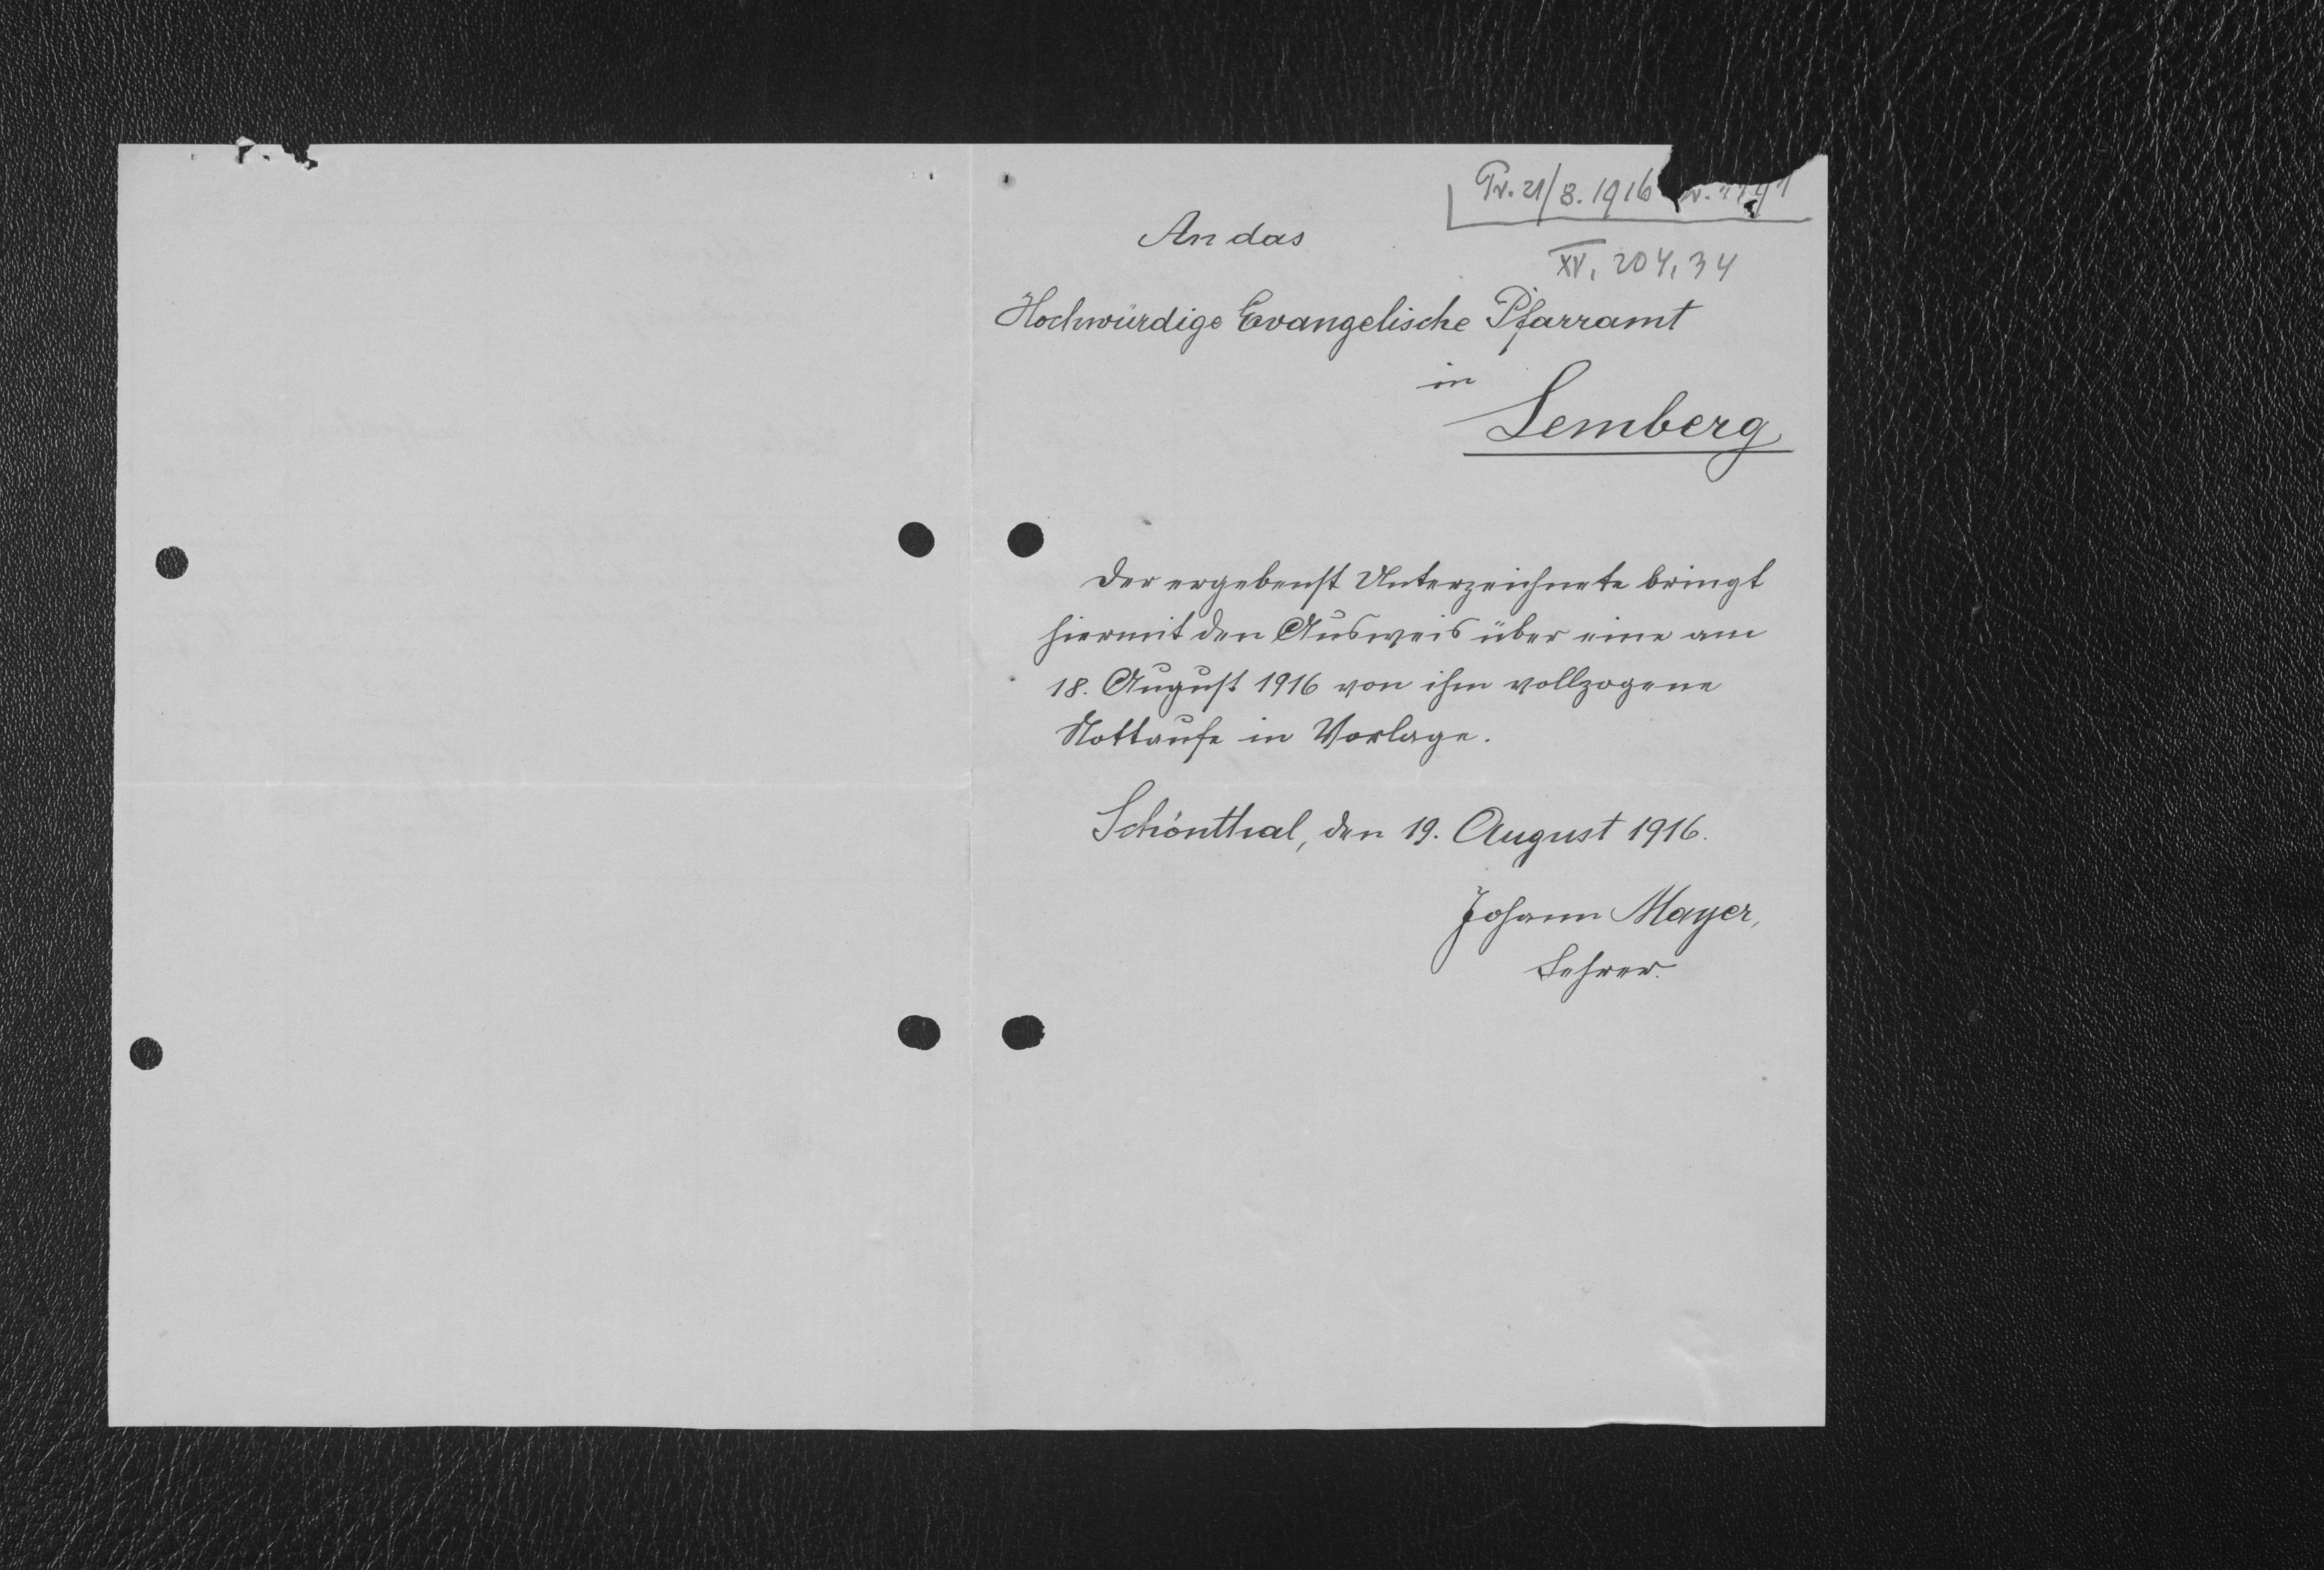 Pr. 21/8. 1916
XV, 204, 34
An das
Hochwürdige Evangelische Pfarramt
in
Lemberg
Der ergebenst Unterzeichnete bringt
hiermit den Ausweis über eine am
18. August 1916 von ihm vollzogene
Nottaufe in Vorlage.
Schönthal, den 19. August 1916.
Johann Mayer,
Lehrer.